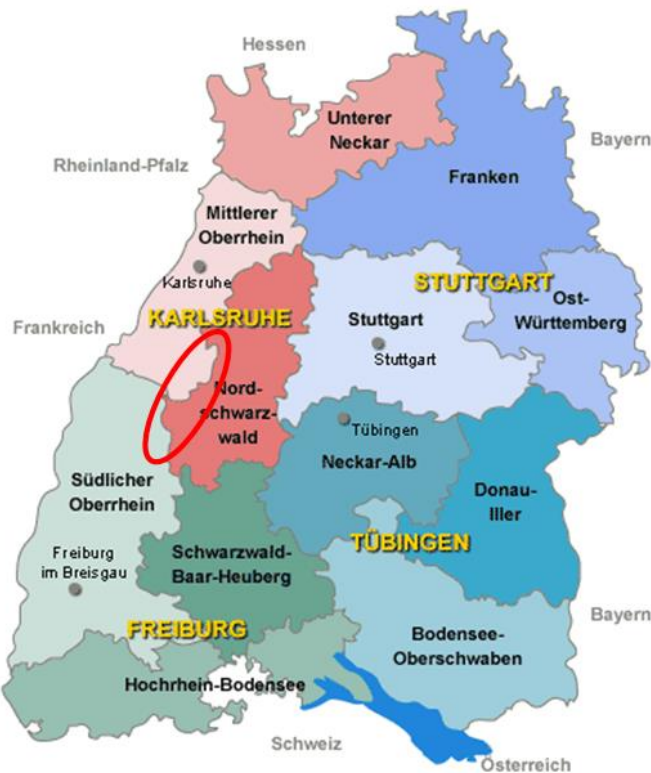 Hessen
Unterer
Neckar
Bayern
Rheinland-Pfalz
Franken
Mittlerer
Oberrhein
Karlsruhe
STUTTGART
Ost-
Württemberg
KARLSRUHE
Stuttgart
Stuttgart
Frankreich
Nord-
schwarz-
wald
Tübingen
Neckar-Alb
Südlicher
Oberrhein
Donau-
Iller
TÜBINGEN
Freiburg
im Breisgau
Schwarzwald-
Baar-Heuberg
Bayern
FREIBURG
Bodensee-
Oberschwaben
Hochrhein-Bodensee
Schweiz
Österreich